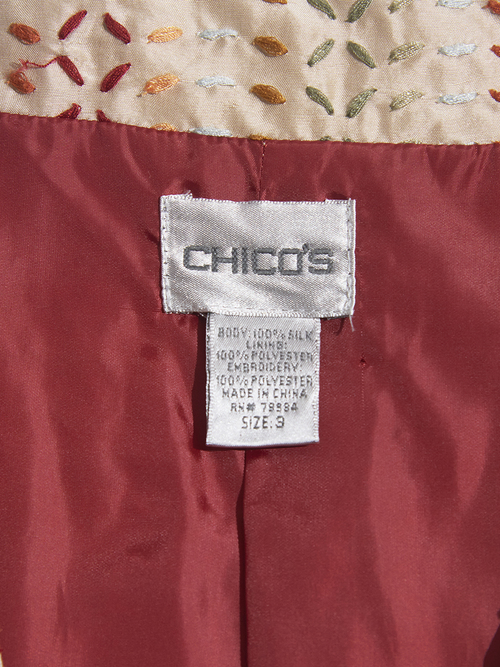 CHICO'S
BODY: 100% SILK
LINING:
100% POLYESTER
EMBROIDERY:
100% POLYESTER
MADE IN CHINA
RN# 79984
SIZE: 3